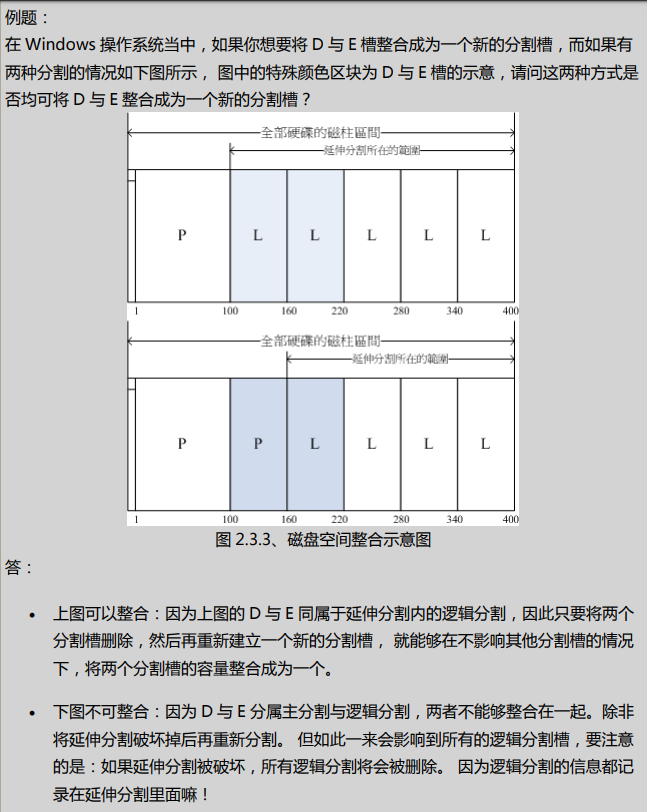 例题：
在 Windows 操作系统当中，如果你想要将 D 与 E 槽整合成为一个新的分割槽，而如果有
两种分割的情况如下图所示， 图中的特殊颜色区块为 D 与 E 槽的示意，请问这两种方式是
否均可将 D 与 E 整合成为一个新的分割槽？
全部硬碟的磁柱區間
延伸分割所在的範圍
P L L L L L
1 100 160 220 280 340 400
全部硬碟的磁柱區間
延伸分割所在的範圍
P P L L L L
1 100 160 220 280 340 400
图 2.3.3、磁盘空间整合示意图
答：
• 上图可以整合：因为上图的 D 与 E 同属于延伸分割内的逻辑分割，因此只要将两个
分割槽删除，然后再重新建立一个新的分割槽， 就能够在不影响其他分割槽的情况
下，将两个分割槽的容量整合成为一个。
• 下图不可整合：因为 D 与 E 分属主分割与逻辑分割，两者不能够整合在一起。除非
将延伸分割破坏掉后再重新分割。 但如此一来会影响到所有的逻辑分割槽，要注意
的是：如果延伸分割被破坏，所有逻辑分割将会被删除。 因为逻辑分割的信息都记
录在延伸分割里面嘛！